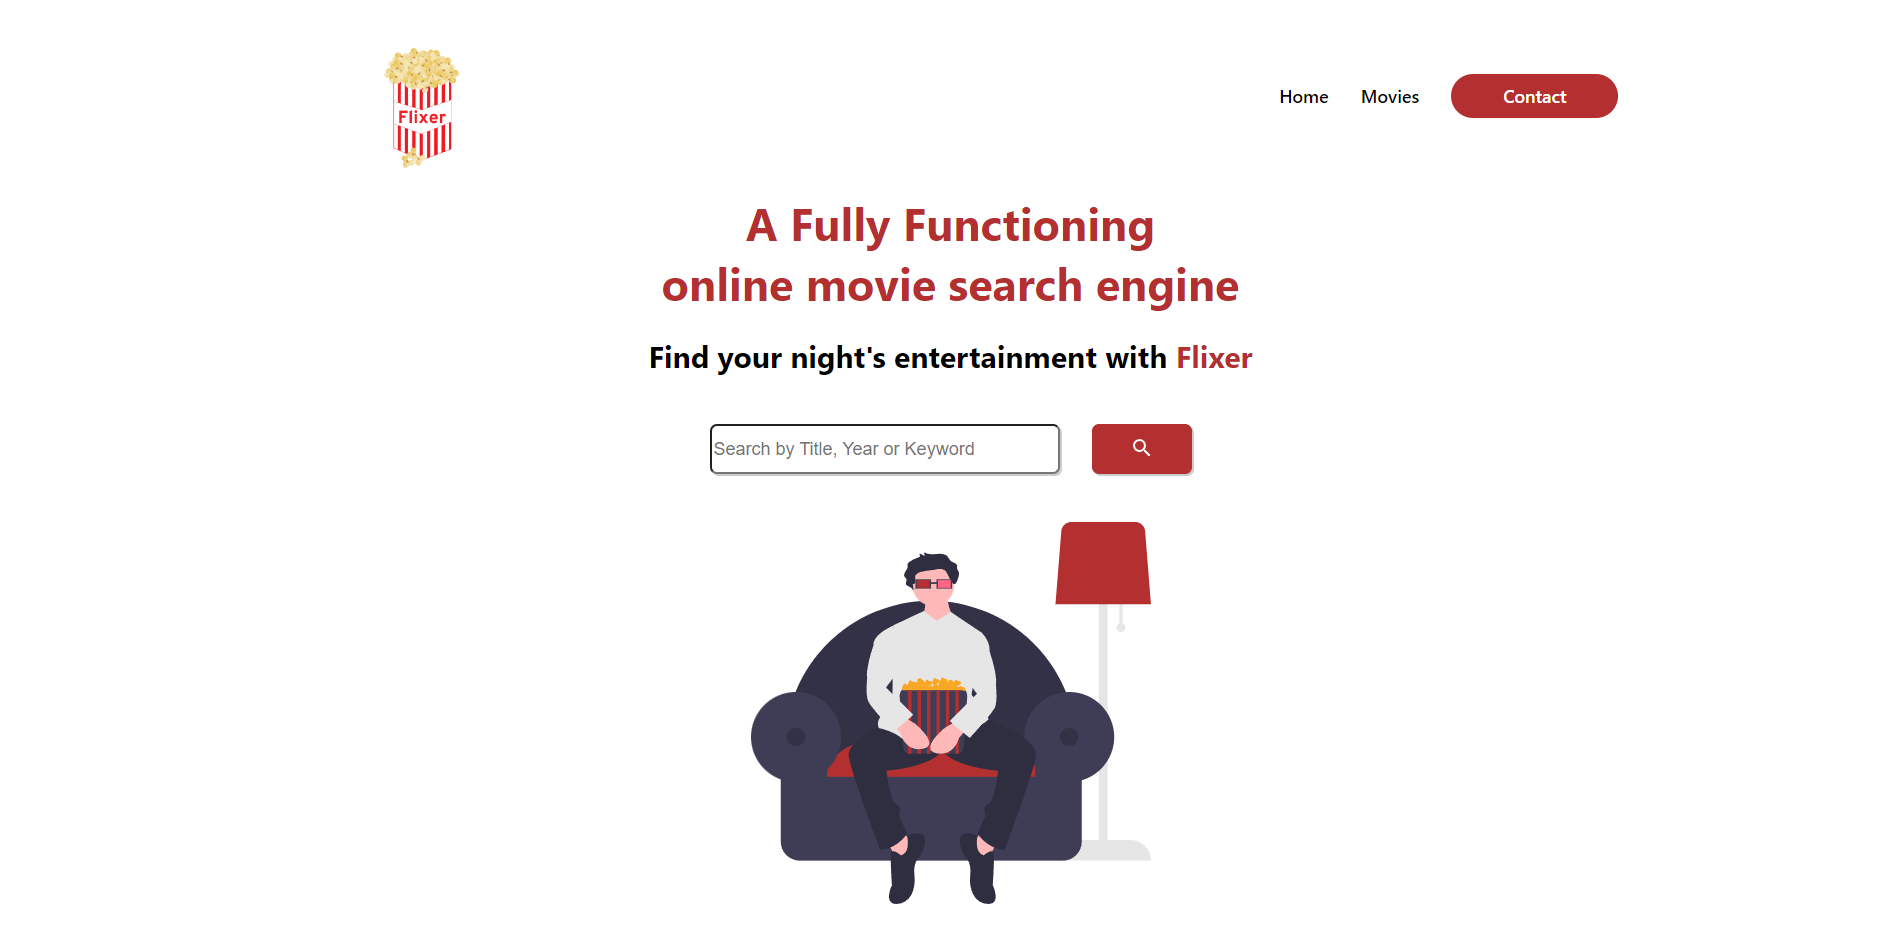 Flixer
Home Movies Contact
A Fully Functioning
online movie search engine
Find your night's entertainment with Flixer
Search by Title, Year or Keyword